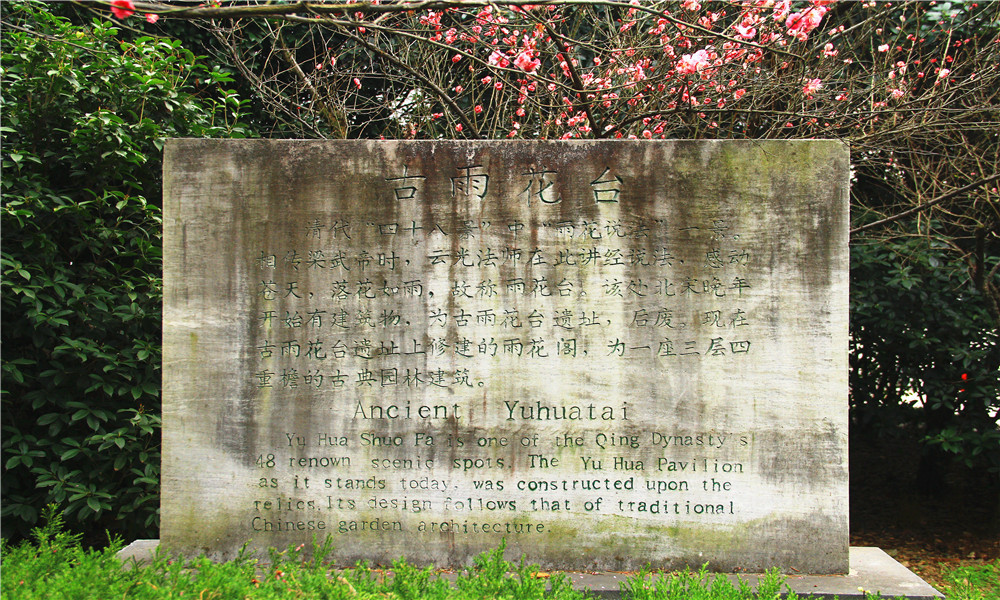 古雨花台
清代“四十八景”中“雨花说法”一景。
相传梁武帝时，云光法师在此讲经说法，感动
苍天，落花如雨，故称雨花台。该处北宋晚年
开始有建筑物，为古雨花台遗址，后废。现在
古雨花台遗址上修建的雨花阁，为一座三层四
重檐的古典园林建筑。
Ancient Yuhuatai
Yu Hua Shuo Fa is one of the Qing Dynasty's
48 renown scenic spots. The Yu Hua Pavilion
as it stands today. was constructed upon the
relics. Its design follows that of traditional
Chinese garden architecture.